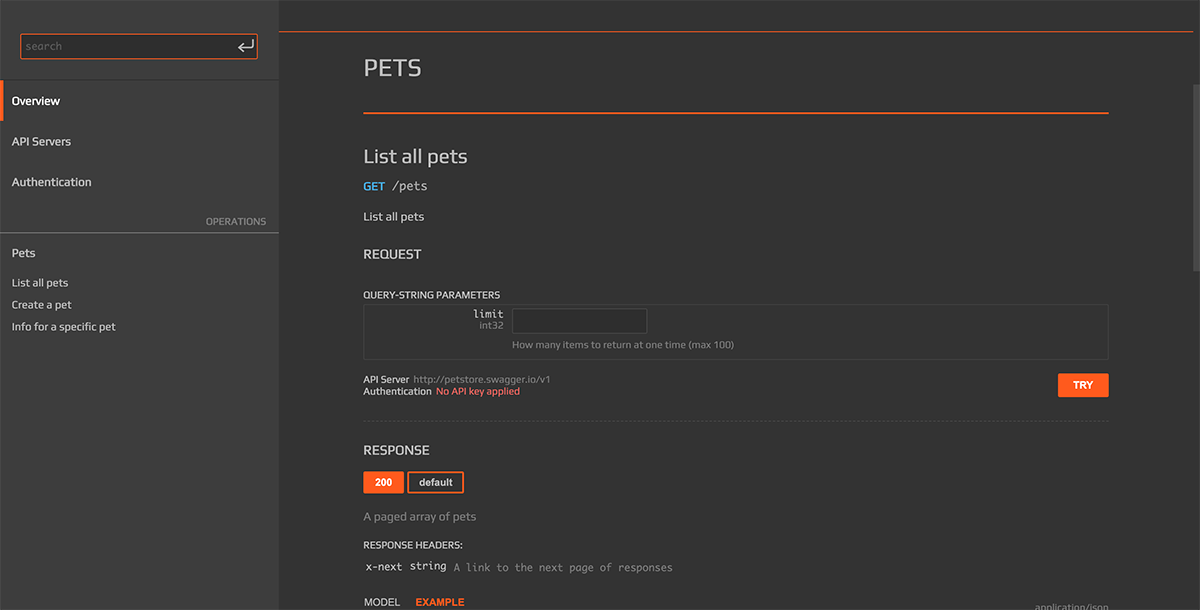 search
Overview
API Servers
Authentication
OPERATIONS
Pets
List all pets
Create a pet
Info for a specific pet
PETS
List all pets
GET /pets
List all pets
REQUEST
QUERY-STRING PARAMETERS
limit
int32
How many items to return at one time (max 100)
API Server http://petstore.swagger.io/v1
Authentication No API key applied
TRY
RESPONSE
200 default
A paged array of pets
RESPONSE HEADERS:
x-next string A link to the next page of responses
MODEL EXAMPLE
application/json